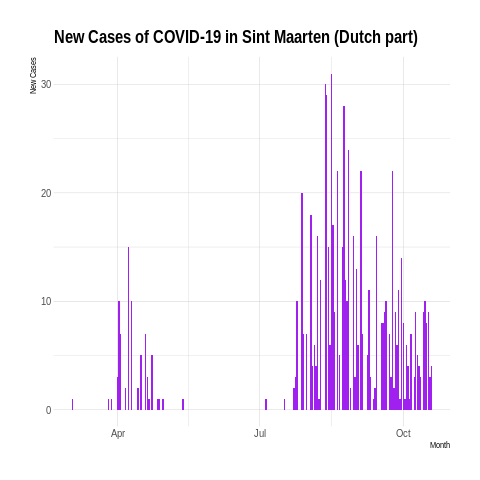 New Cases of COVID-19 in Sint Maarten (Dutch part)
New Cases
30
20
10
0
Apr
Jul
Oct
Month